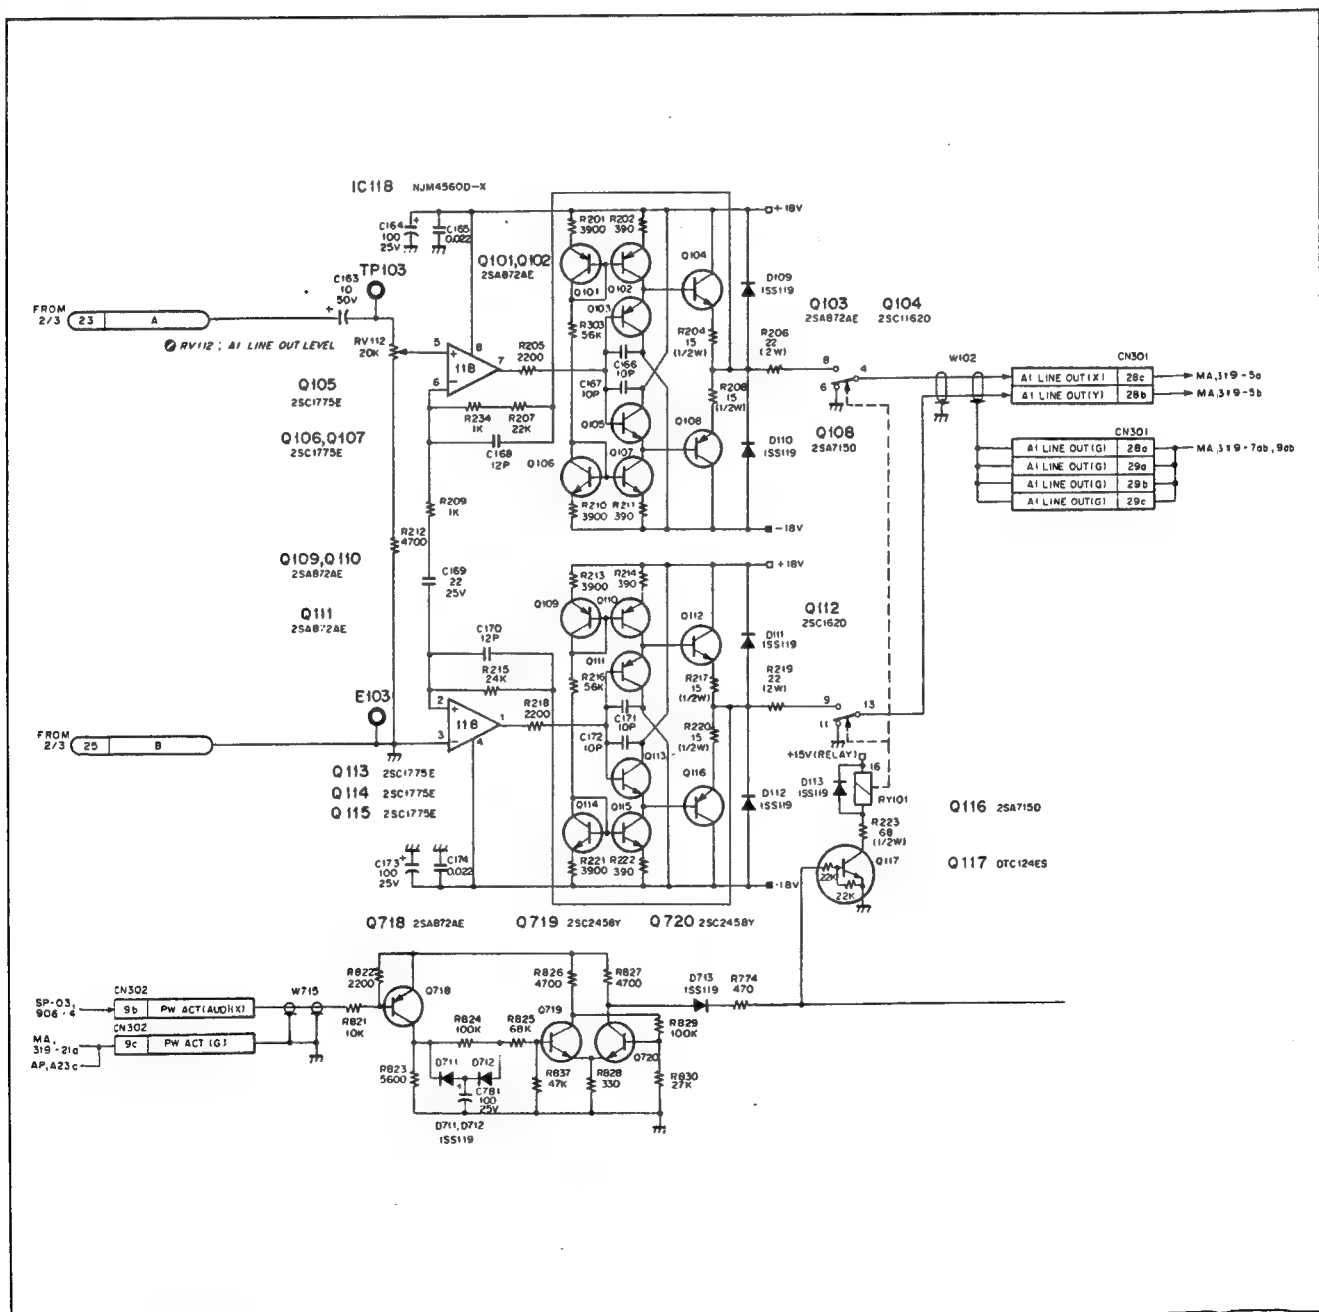 IC118 NJM4560D-X
C164
100
25V
C165
0.022
TP103
C163
10
50V
FROM
2/3
23 A
RV112 ; A1 LINE OUT LEVEL
RV112
20K
5
6
7
8
118
R205
2200
R234
1K
R207
22K
C168
12P
Q101,Q102
2SA872AE
R201
3900
R202
390
Q101
Q102
Q103
R303
56K
C166
10P
C167
10P
Q105
Q106
Q107
R210
3900
R211
390
Q104
R204
15
(1/2W)
R208
15
(1/2W)
Q108
+18V
D109
1SS119
R206
22
(2W)
D110
1SS119
-18V
Q103
2SA872AE
Q104
2SC1162D
8
6
4
Q108
2SA715D
W102
CN301
A1 LINE OUT(X) 28c MA,319-5a
A1 LINE OUT(Y) 28b MA,319-5b
CN301
A1 LINE OUT(G) 28a MA,319-7ab,9ab
A1 LINE OUT(G) 29a
A1 LINE OUT(G) 29b
A1 LINE OUT(G) 29c
Q105
2SC1775E
Q106,Q107
2SC1775E
R209
1K
R212
4700
C169
22
25V
Q109,Q110
2SA872AE
Q111
2SA872AE
C170
12P
R215
24K
E103
FROM
2/3
25 B
2
3
1
4
118
R218
2200
R213
3900
R214
390
Q109
Q110
Q111
R216
56K
C171
10P
C172
10P
Q113
Q114
Q115
R221
3900
R222
390
Q112
R217
15
(1/2W)
R220
15
(1/2W)
Q116
+18V
D111
1SS119
R219
22
(2W)
D112
1SS119
-18V
Q112
2SC162D
9
11
13
+15V(RELAY)
16
D113
1SS119
RY101
R223
68
(1/2W)
Q117
22K
22K
Q116 2SA715D
Q117 DTC124ES
Q113 2SC1775E
Q114 2SC1775E
Q115 2SC1775E
C173
100
25V
C174
0.022
Q718 2SA872AE
Q719 2SC2458Y
Q720 2SC2458Y
SP-03,
906-4
CN302
9b PW ACT(AUD)(X)
MA,
319-21a
AP,A23c
CN302
9c PW ACT (G)
W715
R821
10K
R822
2200
Q718
R823
5600
R824
100K
D711
D712
C781
100
25V
D711,D712
1SS119
R825
68K
R837
47K
R826
4700
Q719
R828
330
R827
4700
Q720
R829
100K
R830
27K
D713
1SS119
R774
470